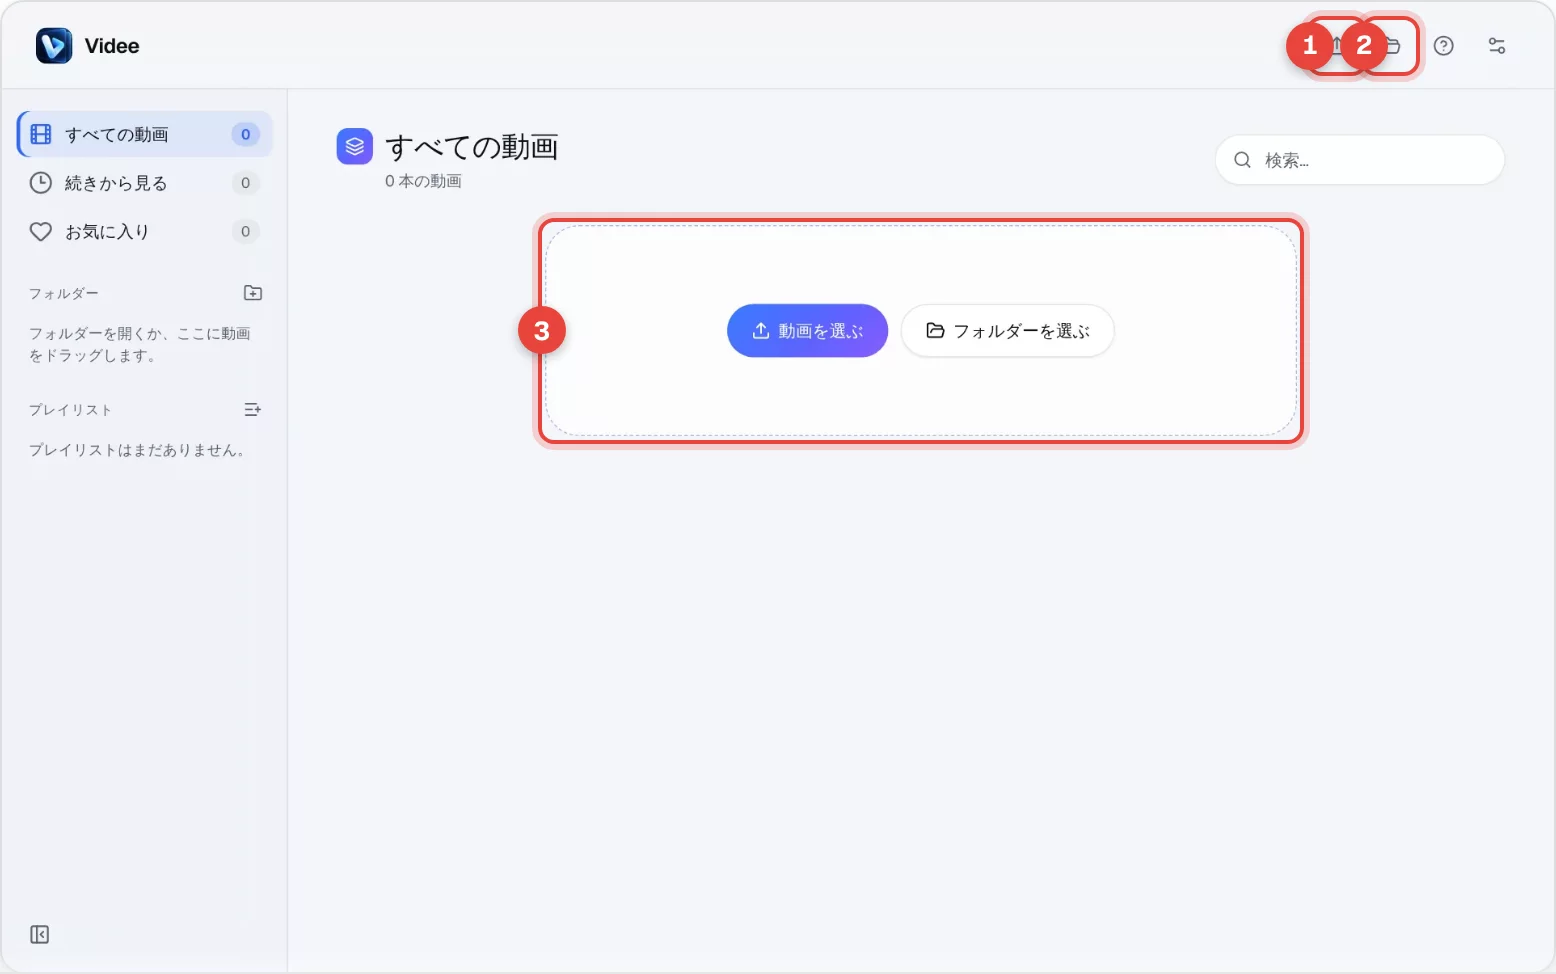 Videe
1
2
すべての動画
0
続きから見る
0
お気に入り
0
フォルダー
フォルダーを開くか、ここに動画
をドラッグします。
プレイリスト
プレイリストはまだありません。
すべての動画
0 本の動画
検索...
3
動画を選ぶ
フォルダーを選ぶ